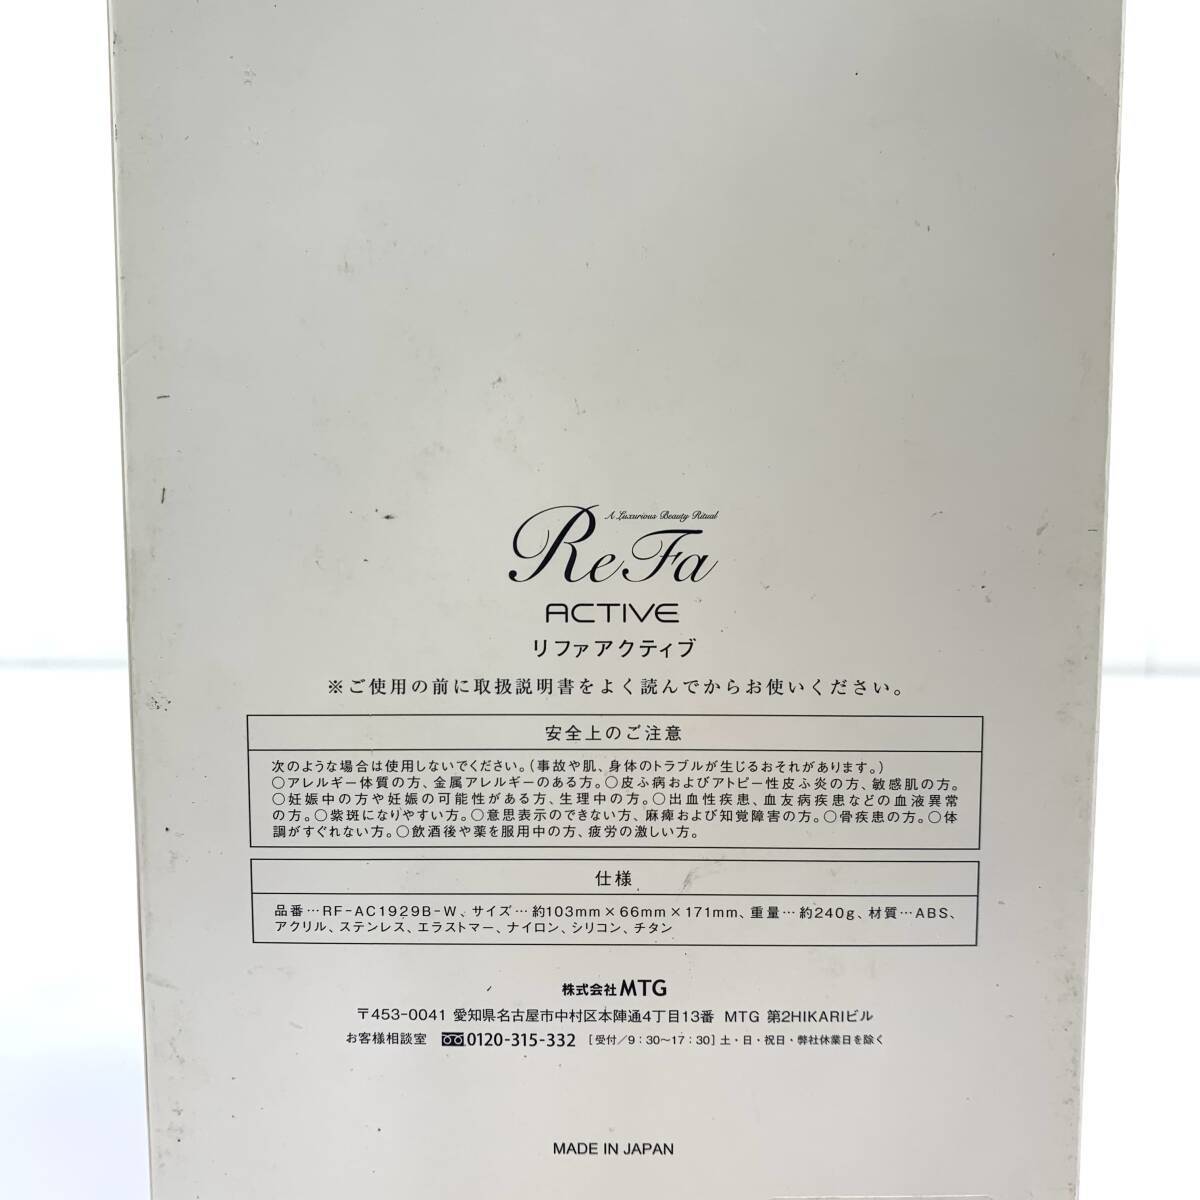 A Luxurious Beauty Ritual
ReFa
ACTIVE
リファアクティブ
※ご使用の前に取扱説明書をよく読んでからお使いください。
安全上のご注意
次のような場合は使用しないでください。(事故や肌、身体のトラブルが生じるおそれがあります。)
○アレルギー体質の方、金属アレルギーのある方。○皮ふ病およびアトピー性皮ふ炎の方、敏感肌の方。
○妊娠中の方や妊娠の可能性がある方、生理中の方。○出血性疾患、血友病疾患などの血液異常
の方。○紫斑になりやすい方。○意思表示のできない方、麻痺および知覚障害の方。○骨疾患の方。○体
調がすぐれない方。○飲酒後や薬を服用中の方、疲労の激しい方。
仕様
品番…RF-AC1929B-W、サイズ…約103mm×66mm×171mm、重量…約240g、材質…ABS、
アクリル、ステンレス、エラストマー、ナイロン、シリコン、チタン
株式会社MTG
〒453-0041 愛知県名古屋市中村区本陣通4丁目13番 MTG 第2HIKARIビル
お客様相談室 0120-315-332 [受付/9:30〜17:30]土・日・祝日・弊社休業日を除く
MADE IN JAPAN